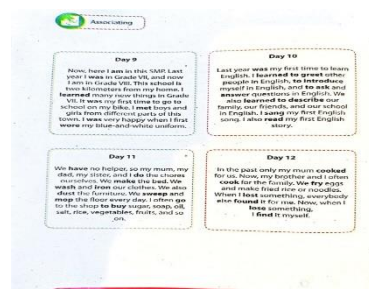 Associating
Day 9
Now, here I am in this SMP. Last
year I was in Grade VII, and now
I am in Grade VIII. This school is
two kilometers from my home. I
learned many new things in Grade
VII. It was my first time to go to
school on my bike. I met boys and
girls from different parts of this
town. I was very happy when I first
wore my blue-and-white uniform.
Day 10
Last year was my first time to learn
English. I learned to greet other
people in English, to introduce
myself in English, and to ask and
answer questions in English. We
also learned to describe our
family, our friends, and our school
in English. I sang my first English
song. I also read my first English
story.
Day 11
We have no helper, so my mum, my
dad, my sister, and I do the chores
ourselves. We make the bed. We
wash and iron our clothes. We also
dust the furniture. We sweep and
mop the floor every day. I often go
to the shop to buy sugar, soap, oil,
salt, rice, vegetables, fruits, and so
on.
Day 12
In the past only my mum cooked
for us. Now, my brother and I often
cook for the family. We fry eggs
and make fried rice or noodles.
When I lost something, everybody
else found it for me. Now, when I
lose something,
I find it myself.